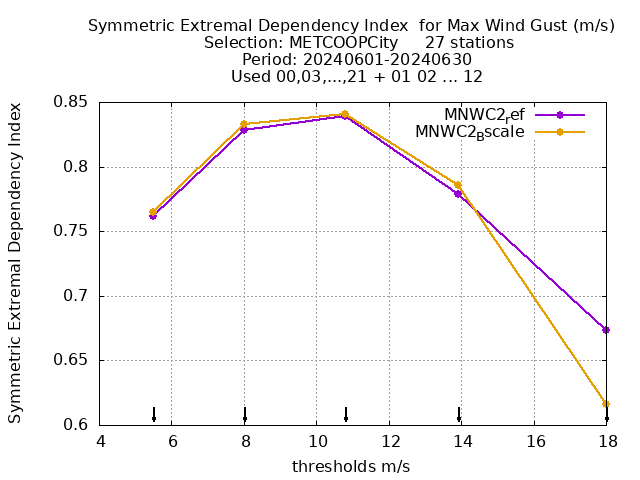 Symmetric Extremal Dependency Index  for Max Wind Gust (m/s)
Selection: METCOOPCity     27 stations
Period: 20240601-20240630
Used 00,03,...,21 + 01 02 ... 12
Symmetric Extremal Dependency Index
0.85
0.8
0.75
0.7
0.65
0.6
MNWC2ref
MNWC2Bscale
4 6 8 10 12 14 16 18
thresholds m/s